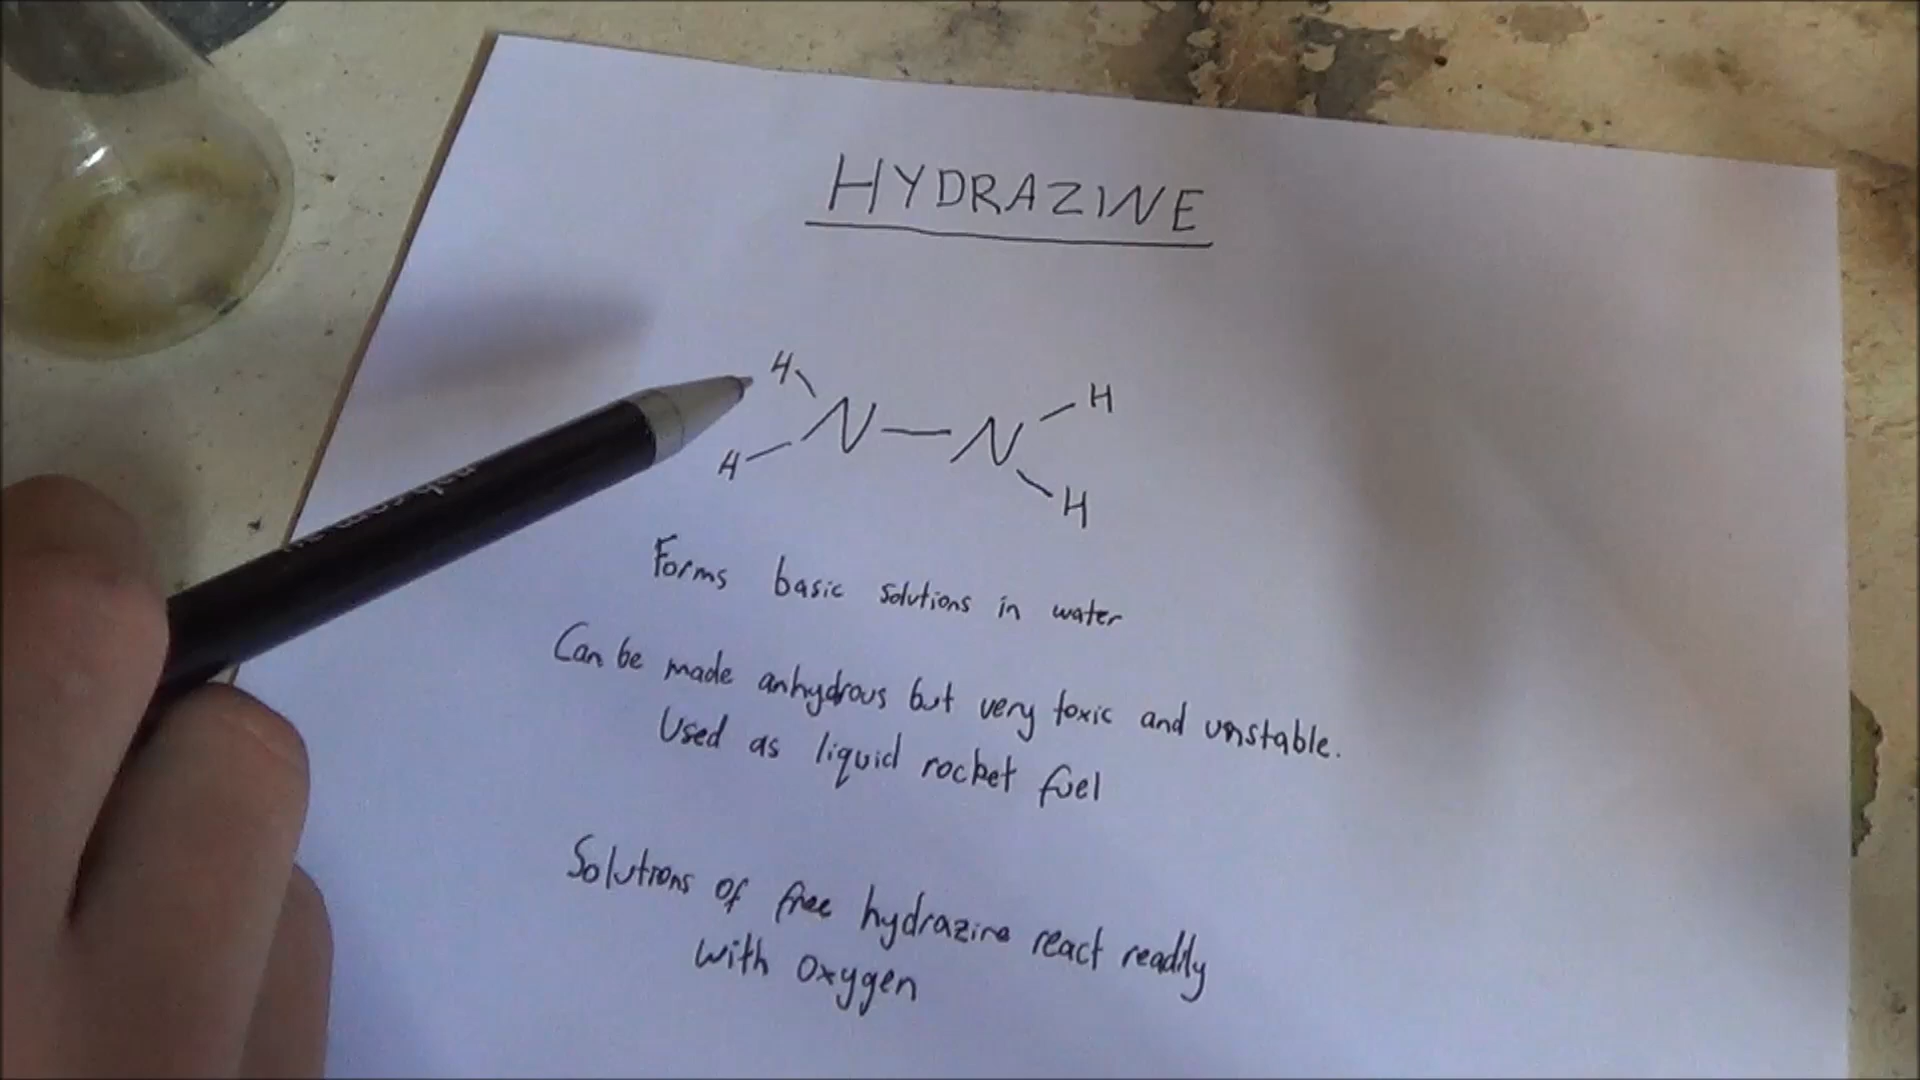 HYDRAZINE
H H
N — N
H H
Forms basic solutions in water
Can be made anhydrous but very toxic and unstable.
Used as liquid rocket fuel
Solutions of free hydrazine react readily
with oxygen